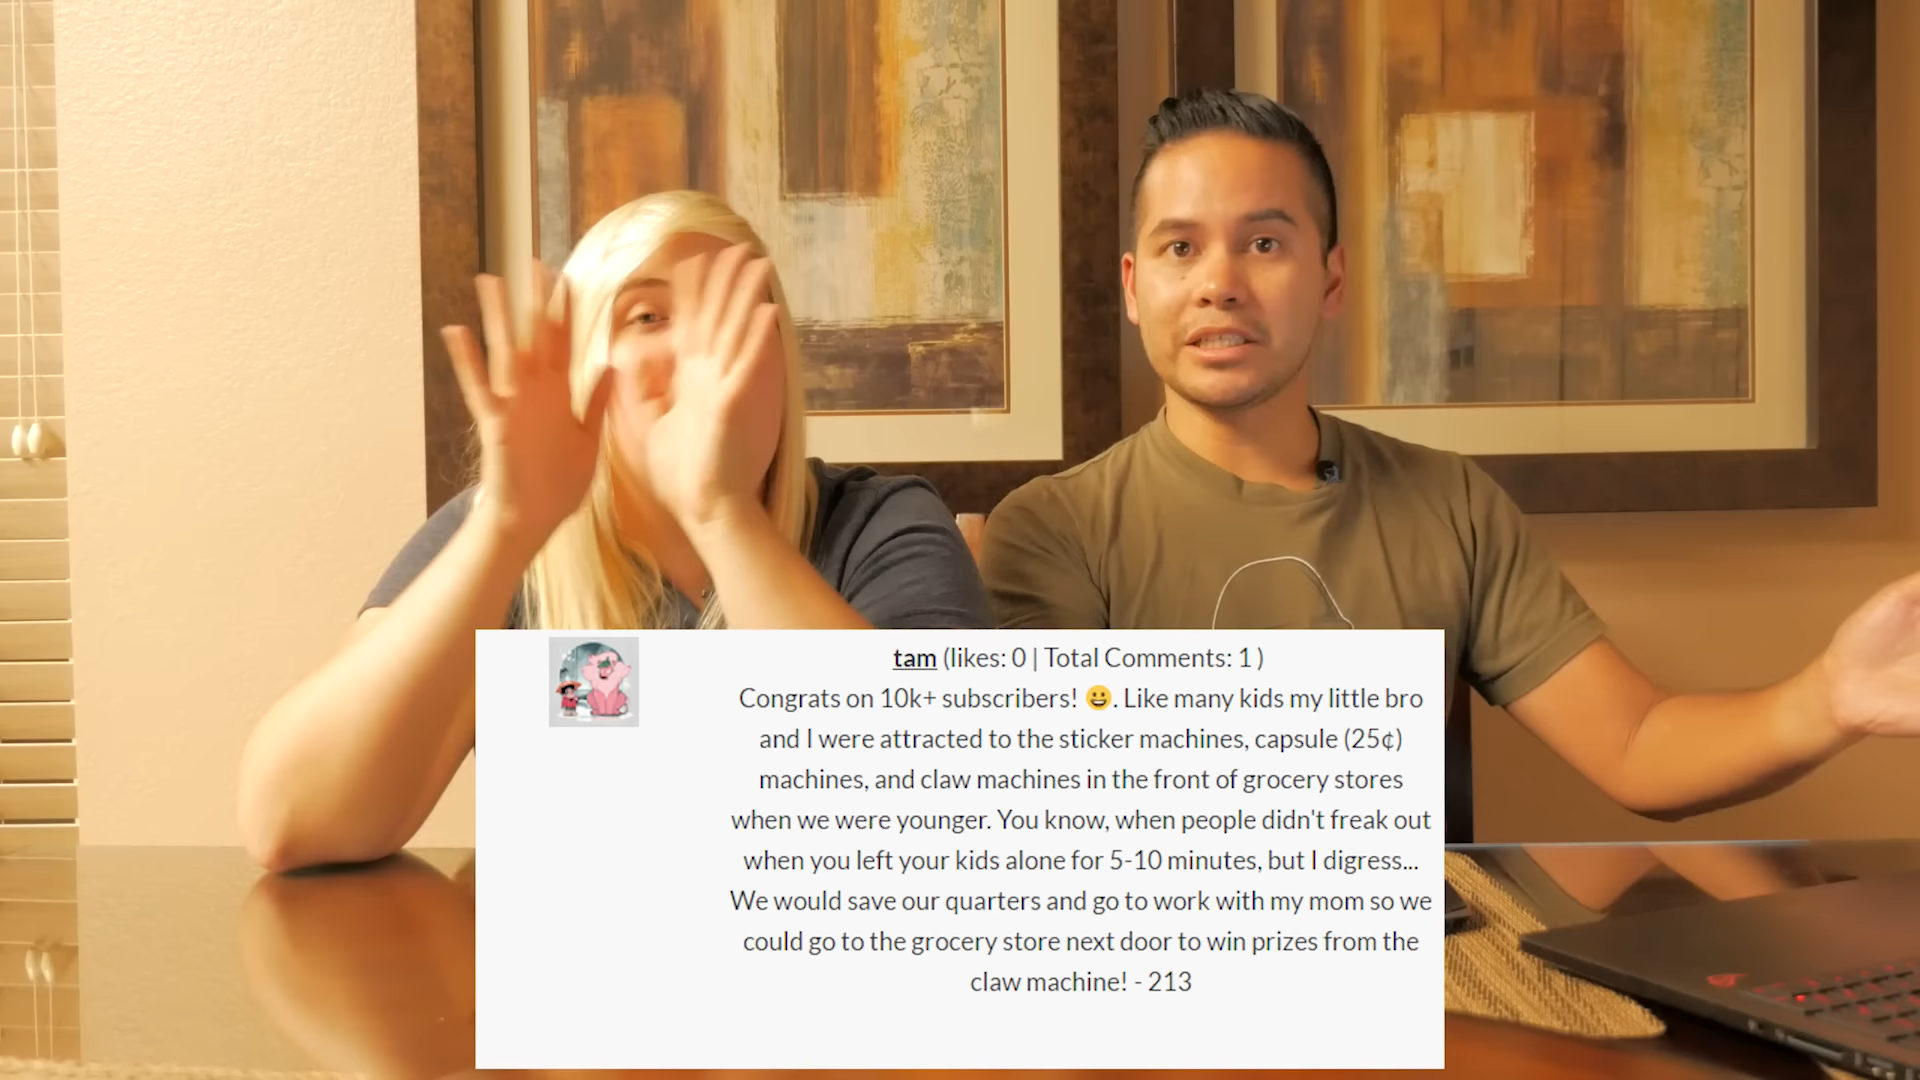 tam (likes: 0 | Total Comments: 1 )
Congrats on 10k+ subscribers! 😀. Like many kids my little bro
and I were attracted to the sticker machines, capsule (25¢)
machines, and claw machines in the front of grocery stores
when we were younger. You know, when people didn't freak out
when you left your kids alone for 5-10 minutes, but I digress...
We would save our quarters and go to work with my mom so we
could go to the grocery store next door to win prizes from the
claw machine! - 213